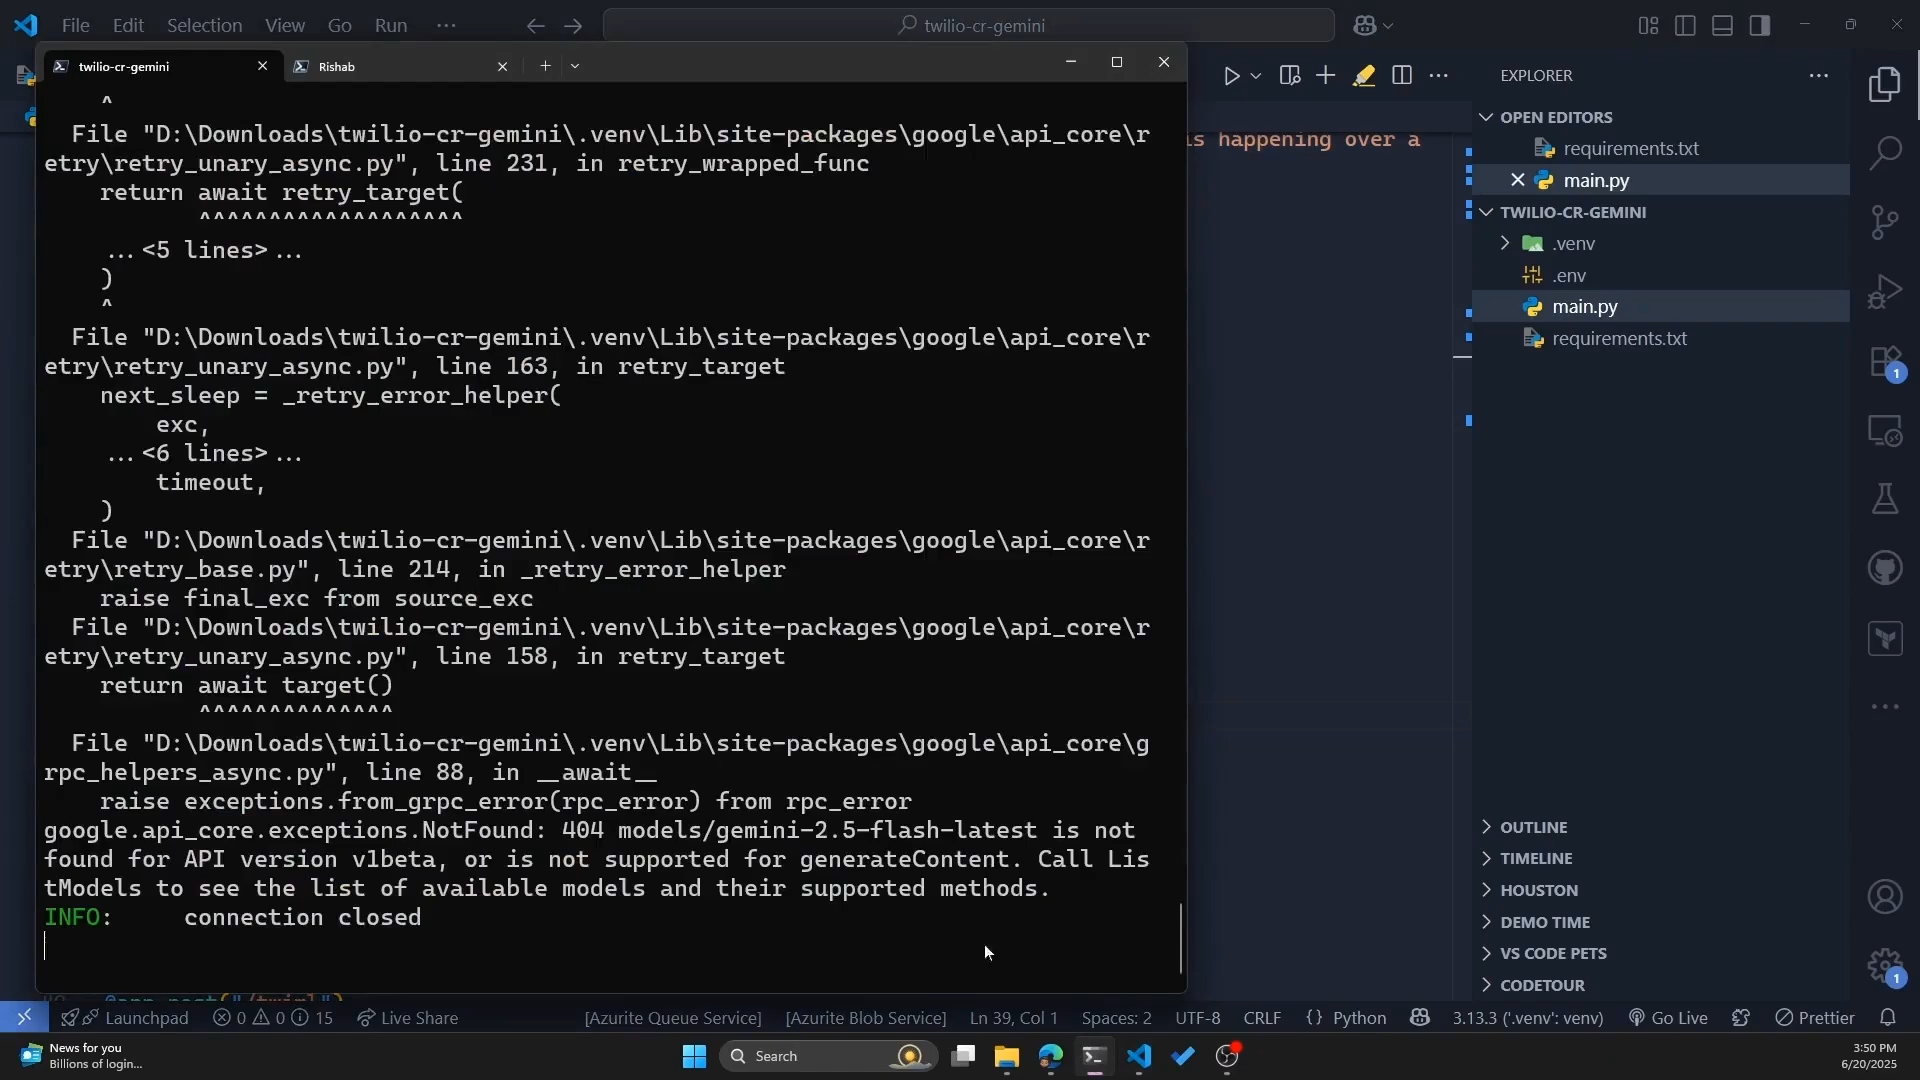 File Edit Selection View Go Run ···
twilio-cr-gemini
twilio-cr-gemini
Rishab
^
File "D:\Downloads\twilio-cr-gemini\.venv\Lib\site-packages\google\api_core\r
etry\retry_unary_async.py", line 231, in retry_wrapped_func
return await retry_target(
^^^^^^^^^^^^^^^^^^^
...<5 lines>...
)
^
File "D:\Downloads\twilio-cr-gemini\.venv\Lib\site-packages\google\api_core\r
etry\retry_unary_async.py", line 163, in retry_target
next_sleep = _retry_error_helper(
exc,
...<6 lines>...
timeout,
)
File "D:\Downloads\twilio-cr-gemini\.venv\Lib\site-packages\google\api_core\r
etry\retry_base.py", line 214, in _retry_error_helper
raise final_exc from source_exc
File "D:\Downloads\twilio-cr-gemini\.venv\Lib\site-packages\google\api_core\r
etry\retry_unary_async.py", line 158, in retry_target
return await target()
^^^^^^^^^^^^^^
File "D:\Downloads\twilio-cr-gemini\.venv\Lib\site-packages\google\api_core\g
rpc_helpers_async.py", line 88, in __await__
raise exceptions.from_grpc_error(rpc_error) from rpc_error
google.api_core.exceptions.NotFound: 404 models/gemini-2.5-flash-latest is not
found for API version v1beta, or is not supported for generateContent. Call Lis
tModels to see the list of available models and their supported methods.
INFO: connection closed
is happening over a
EXPLORER
OPEN EDITORS
requirements.txt
main.py
TWILIO-CR-GEMINI
.venv
.env
main.py
requirements.txt
OUTLINE
TIMELINE
HOUSTON
DEMO TIME
VS CODE PETS
CODETOUR
1
1
Launchpad 0 0 15 Live Share [Azurite Queue Service] [Azurite Blob Service] Ln 39, Col 1 Spaces: 2 UTF-8 CRLF {} Python 3.13.3 ('.venv': venv) Go Live Prettier
News for you
Billions of login...
Search
3:50 PM
6/20/2025